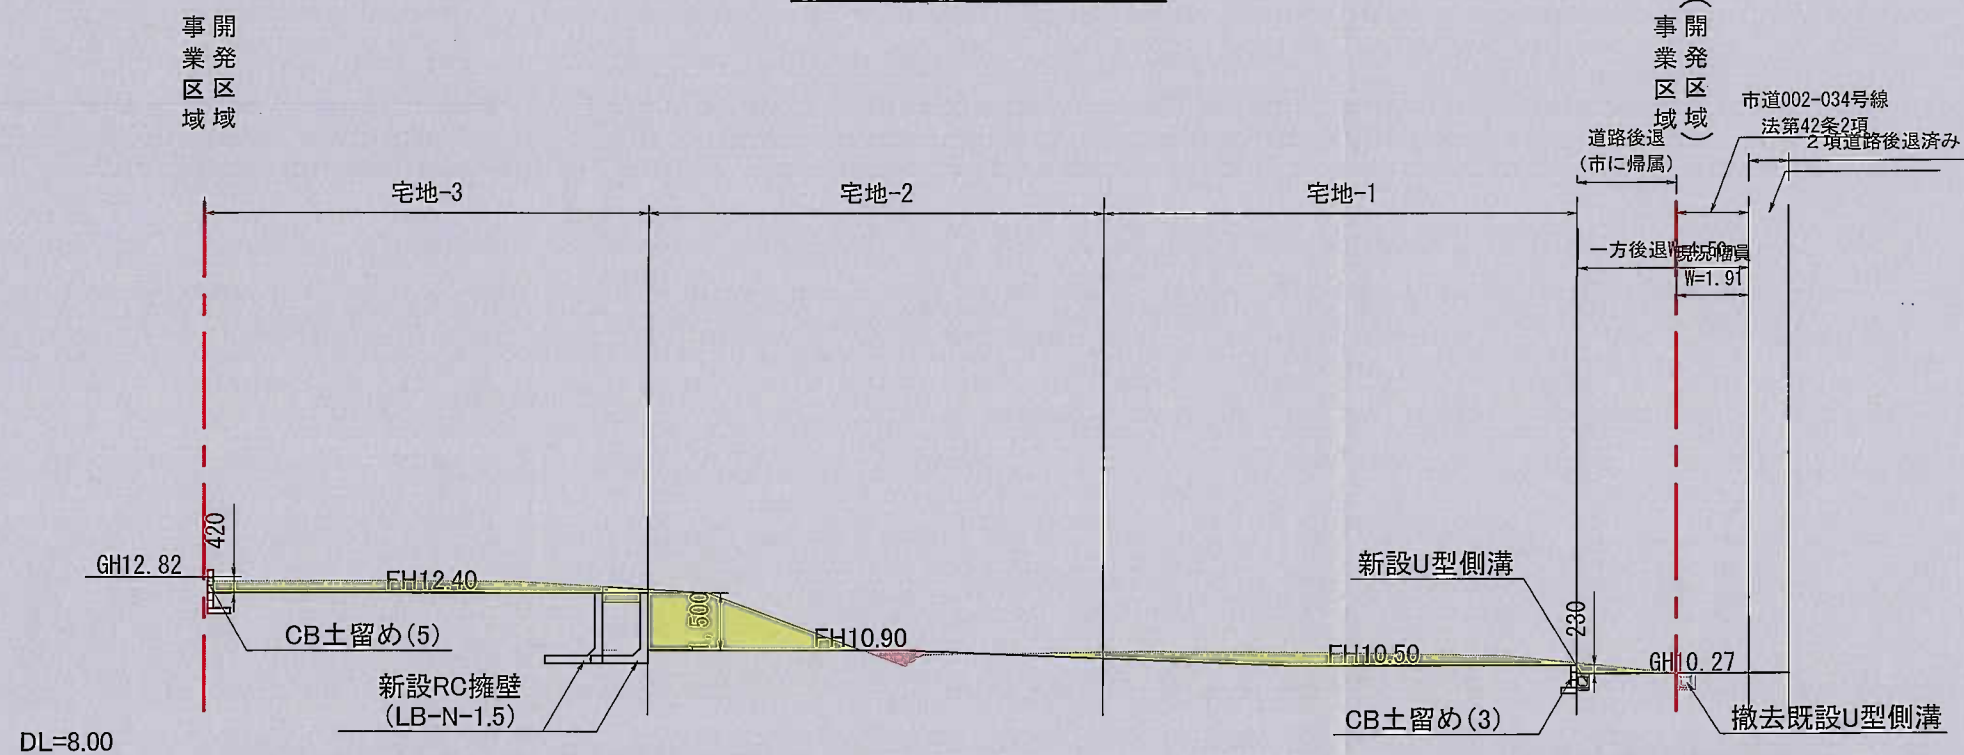 事業区域
開発区域
事業区域
(開発区域)
市道002-034号線
法第42条2項
2項道路後退済み
道路後退
(市に帰属)
宅地-3
宅地-2
宅地-1
一方後退
現況幅員
W=1.91
420
GH12.82
FH12.40
CB土留め(5)
新設RC擁壁
(LB-N-1.5)
1,500
FH10.90
新設U型側溝
230
FH10.50
GH10.27
CB土留め(3)
撤去既設U型側溝
DL=8.00